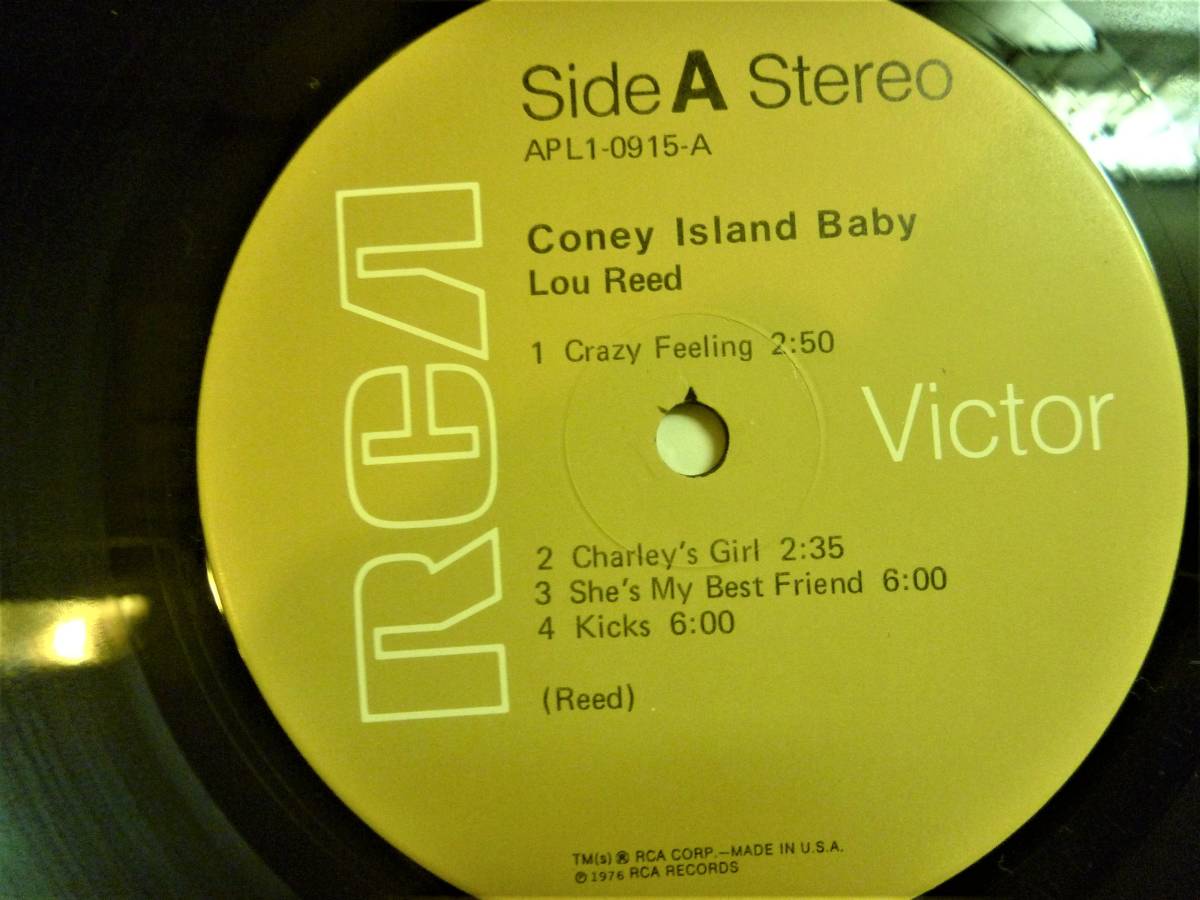 Side A Stereo
APL1-0915-A
Coney Island Baby
Lou Reed
1 Crazy Feeling 2:50
RCA
Victor
2 Charley's Girl 2:35
3 She's My Best Friend 6:00
4 Kicks 6:00
(Reed)
TM(s) ® RCA CORP.—MADE IN U.S.A.
℗ 1976 RCA RECORDS